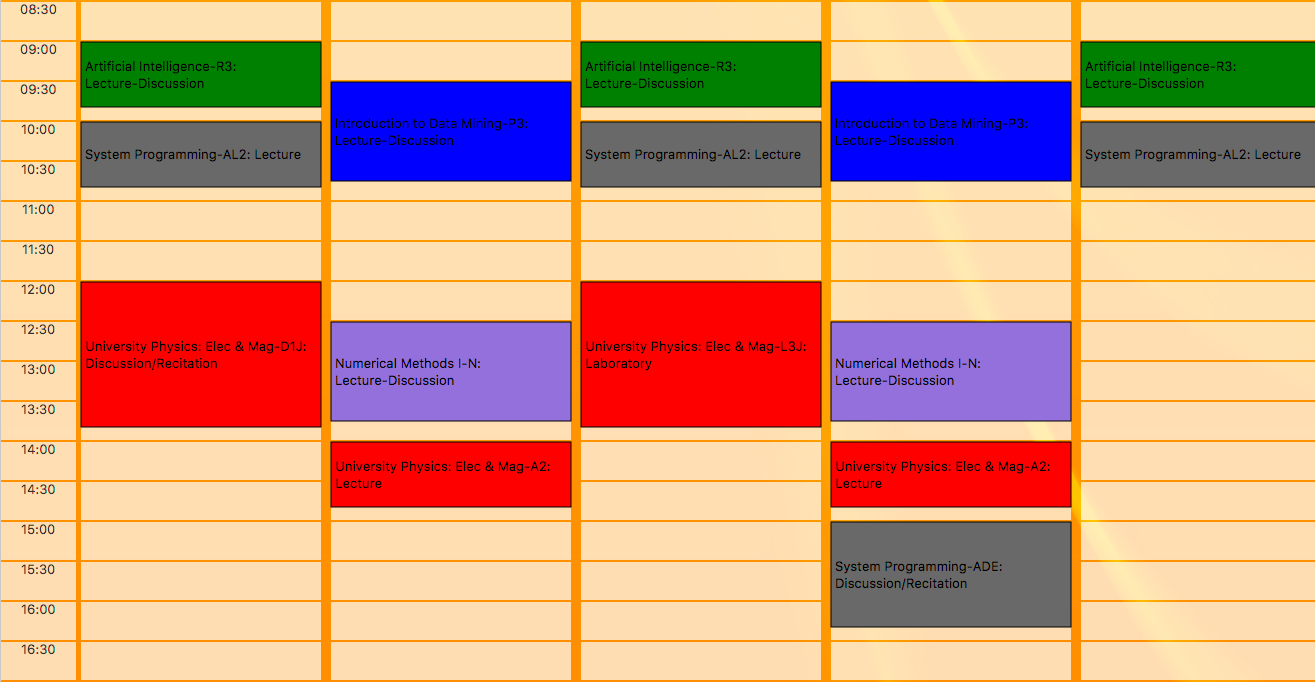 08:30
09:00
09:30
10:00
10:30
11:00
11:30
12:00
12:30
13:00
13:30
14:00
14:30
15:00
15:30
16:00
16:30
Artificial Intelligence-R3:
Lecture-Discussion
System Programming-AL2: Lecture
University Physics: Elec & Mag-D1J:
Discussion/Recitation
Introduction to Data Mining-P3:
Lecture-Discussion
Numerical Methods I-N:
Lecture-Discussion
University Physics: Elec & Mag-A2:
Lecture
Artificial Intelligence-R3:
Lecture-Discussion
System Programming-AL2: Lecture
University Physics: Elec & Mag-L3J:
Laboratory
Introduction to Data Mining-P3:
Lecture-Discussion
Numerical Methods I-N:
Lecture-Discussion
University Physics: Elec & Mag-A2:
Lecture
System Programming-ADE:
Discussion/Recitation
Artificial Intelligence-R3:
Lecture-Discussion
System Programming-AL2: Lecture